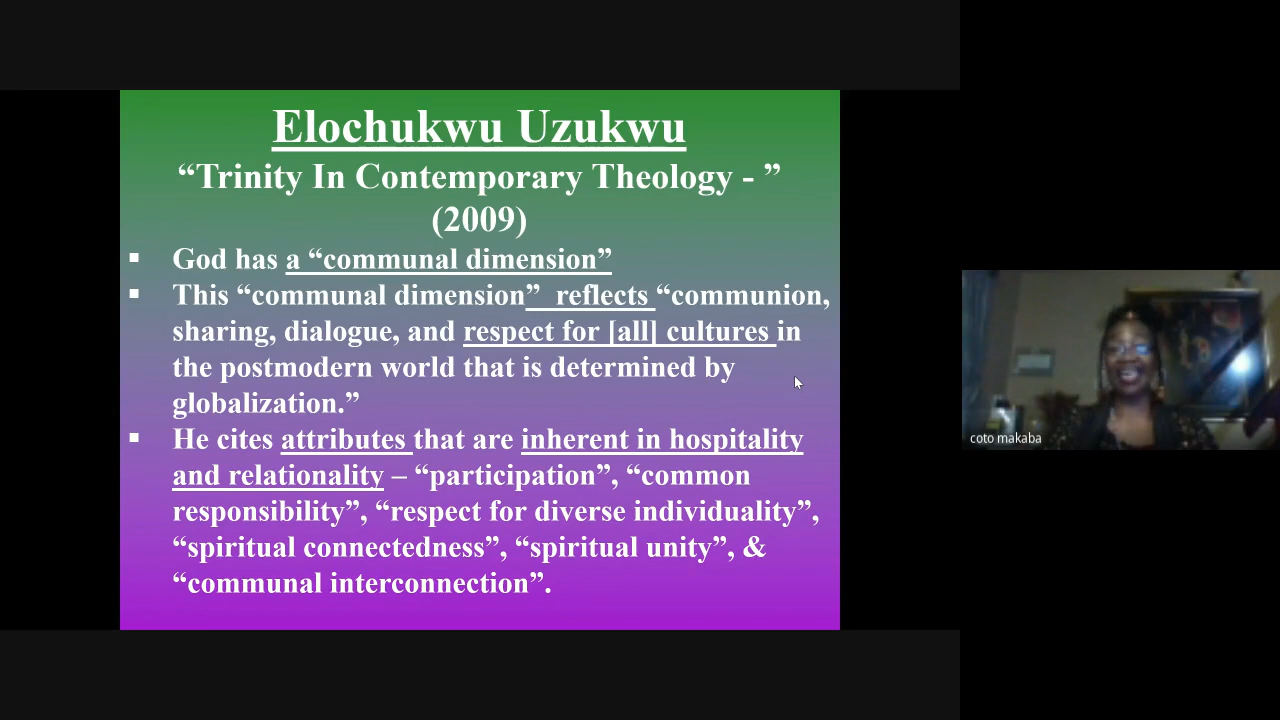 Elochukwu Uzukwu
“Trinity In Contemporary Theology - ”
(2009)
▪ God has a “communal dimension”
▪ This “communal dimension”  reflects “communion,
sharing, dialogue, and respect for [all] cultures in
the postmodern world that is determined by
globalization.”
▪ He cites attributes that are inherent in hospitality
and relationality – “participation”, “common
responsibility”, “respect for diverse individuality”,
“spiritual connectedness”, “spiritual unity”, &
“communal interconnection”.
coto makaba